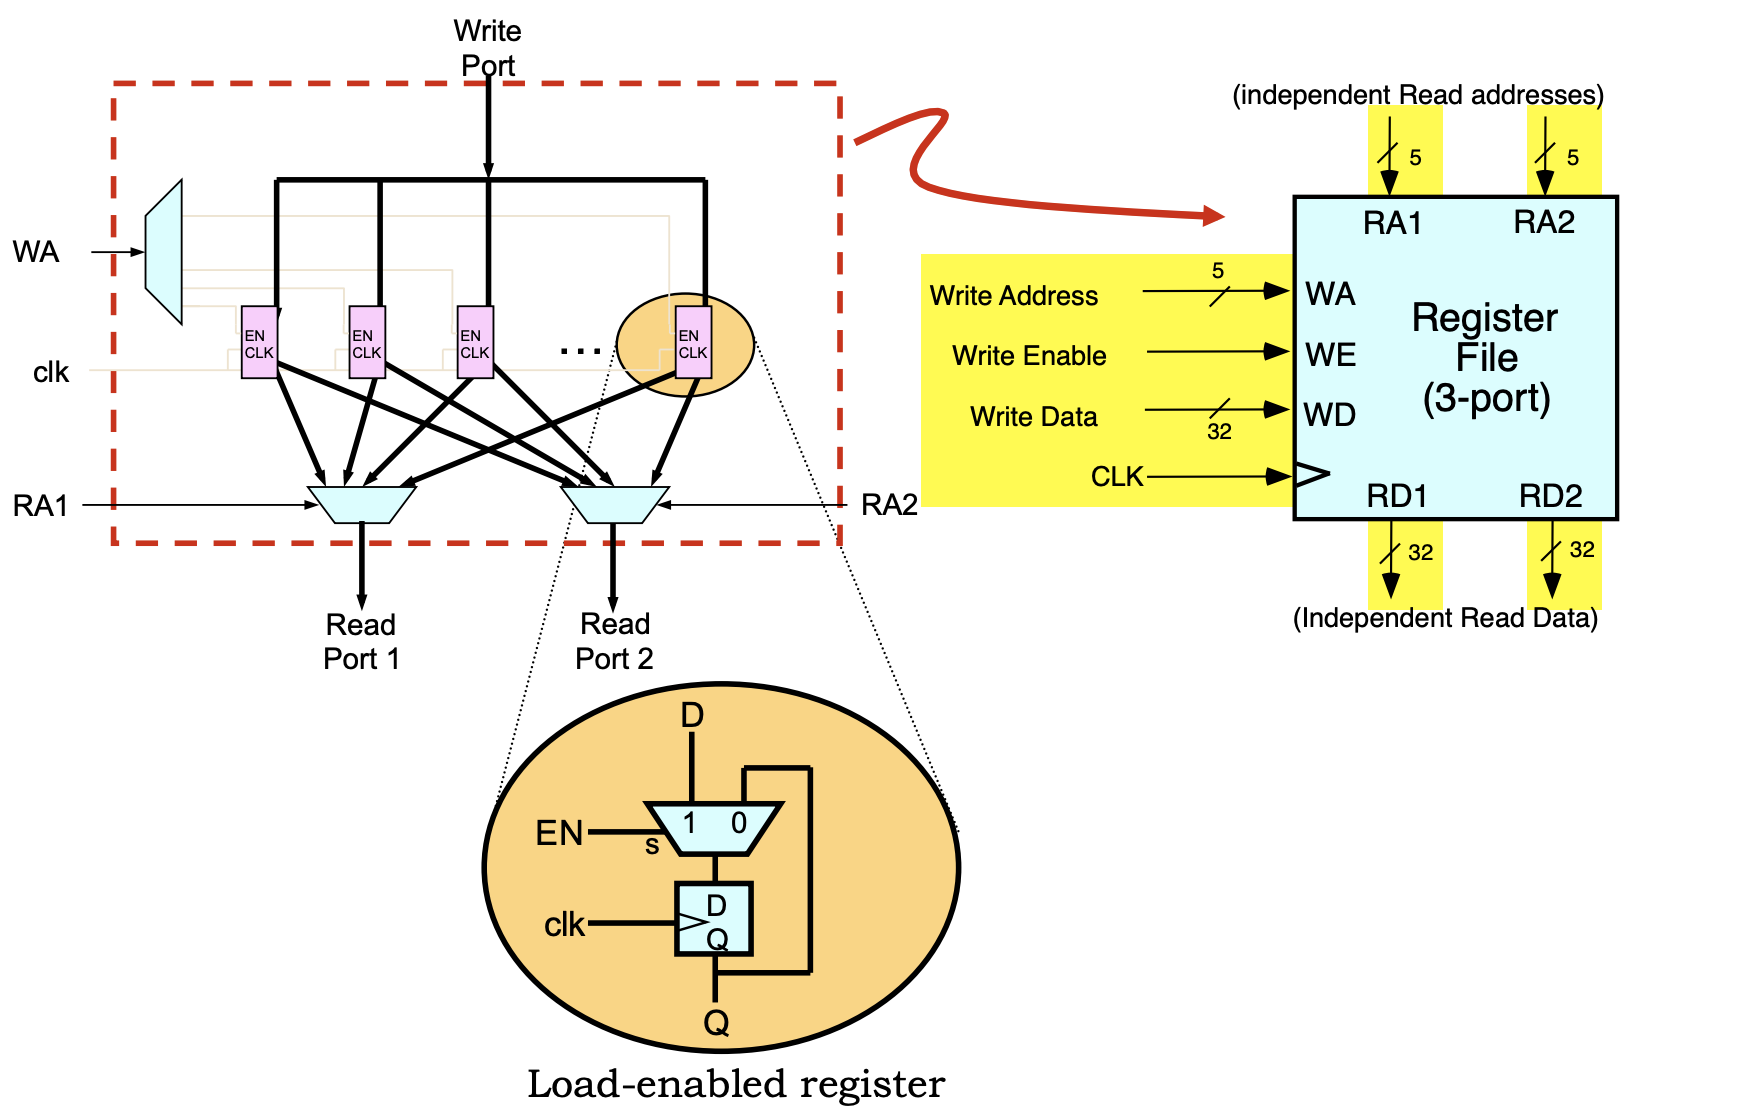 Write
Port
WA
clk
EN
CLK
EN
CLK
EN
CLK
...
EN
CLK
RA1
RA2
Read
Port 1
Read
Port 2
D
1 0
EN
s
clk
D
Q
Q
Load-enabled register
(independent Read addresses)
5
5
RA1
RA2
Write Address
5
WA
Write Enable
WE
Write Data
32
WD
CLK
Register
File
(3-port)
RD1
RD2
32
32
(Independent Read Data)